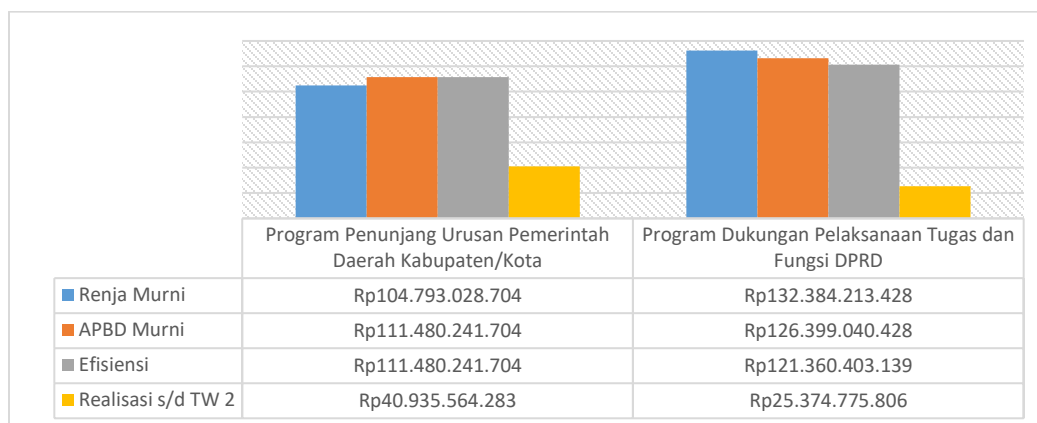 Program Penunjang Urusan Pemerintah
Daerah Kabupaten/Kota
Program Dukungan Pelaksanaan Tugas dan
Fungsi DPRD
Renja Murni Rp104.793.028.704 Rp132.384.213.428
APBD Murni Rp111.480.241.704 Rp126.399.040.428
Efisiensi Rp111.480.241.704 Rp121.360.403.139
Realisasi s/d TW 2 Rp40.935.564.283 Rp25.374.775.806